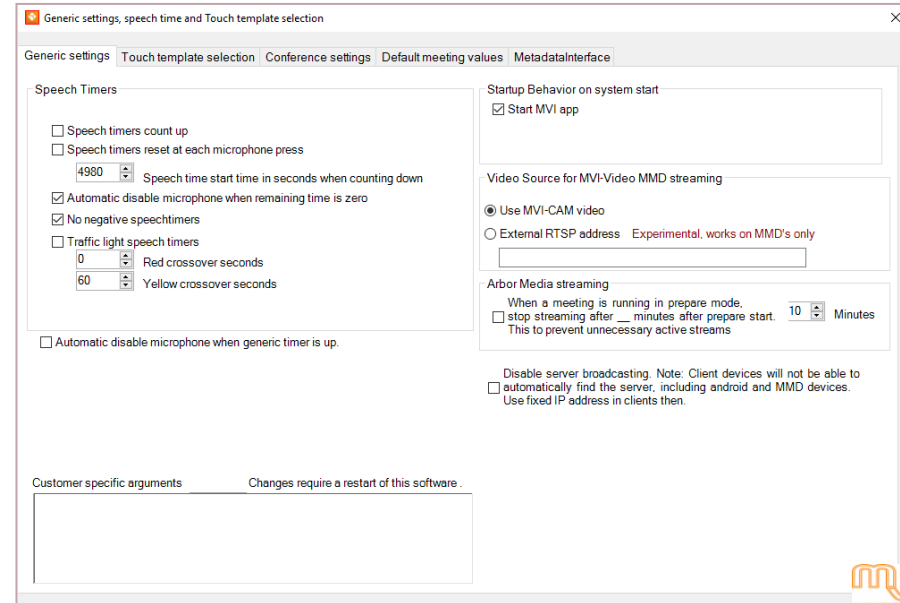 Generic settings, speech time and Touch template selection
Generic settings Touch template selection Conference settings Default meeting values MetadataInterface
Speech Timers
Speech timers count up
Speech timers reset at each microphone press
4980 Speech time start time in seconds when counting down
Automatic disable microphone when remaining time is zero
No negative speechtimers
Traffic light speech timers
0 Red crossover seconds
60 Yellow crossover seconds
Automatic disable microphone when generic timer is up.
Customer specific arguments ________ Changes require a restart of this software .
Startup Behavior on system start
Start MVI app
Video Source for MVI-Video MMD streaming
Use MVI-CAM video
External RTSP address Experimental, works on MMD's only
Arbor Media streaming
When a meeting is running in prepare mode,
stop streaming after __ minutes after prepare start. 10 Minutes
This to prevent unnecessary active streams
Disable server broadcasting. Note: Client devices will not be able to
automatically find the server, including android and MMD devices.
Use fixed IP address in clients then.